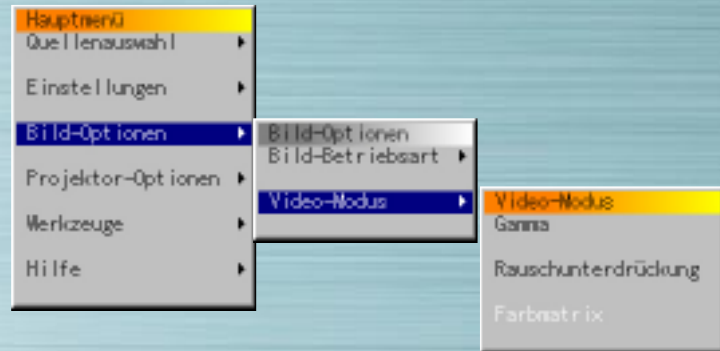 Hauptmenü
Quellenauswahl
Einstellungen
Bild-Optionen
Projektor-Optionen
Werkzeuge
Hilfe
Bild-Optionen
Bild-Betriebsart
Video-Modus
Video-Modus
Gamma
Rauschunterdrückung
Farbmatrix